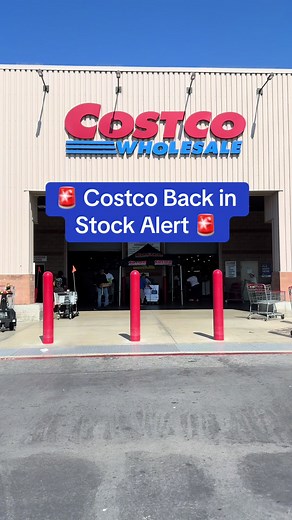 COSTCO
WHOLESALE
🚨 Costco Back in
Stock Alert 🚨